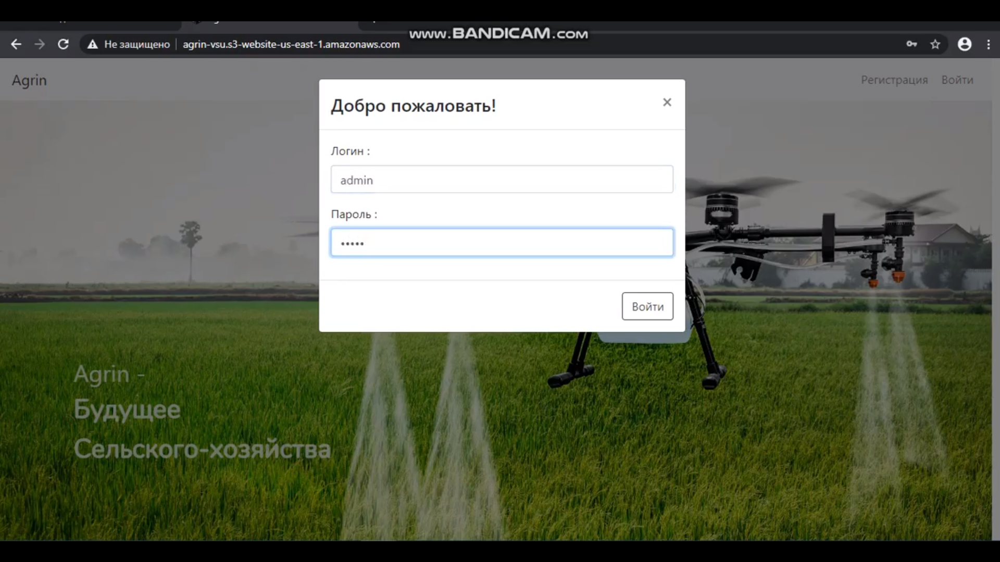 www.BANDICAM.com
Не защищено
agrin-vsu.s3-website-us-east-1.amazonaws.com
Agrin
Регистрация
Войти
Добро пожаловать!
×
Логин :
admin
Пароль :
•••••
Войти
Agrin -
Будущее
Сельского-хозяйства